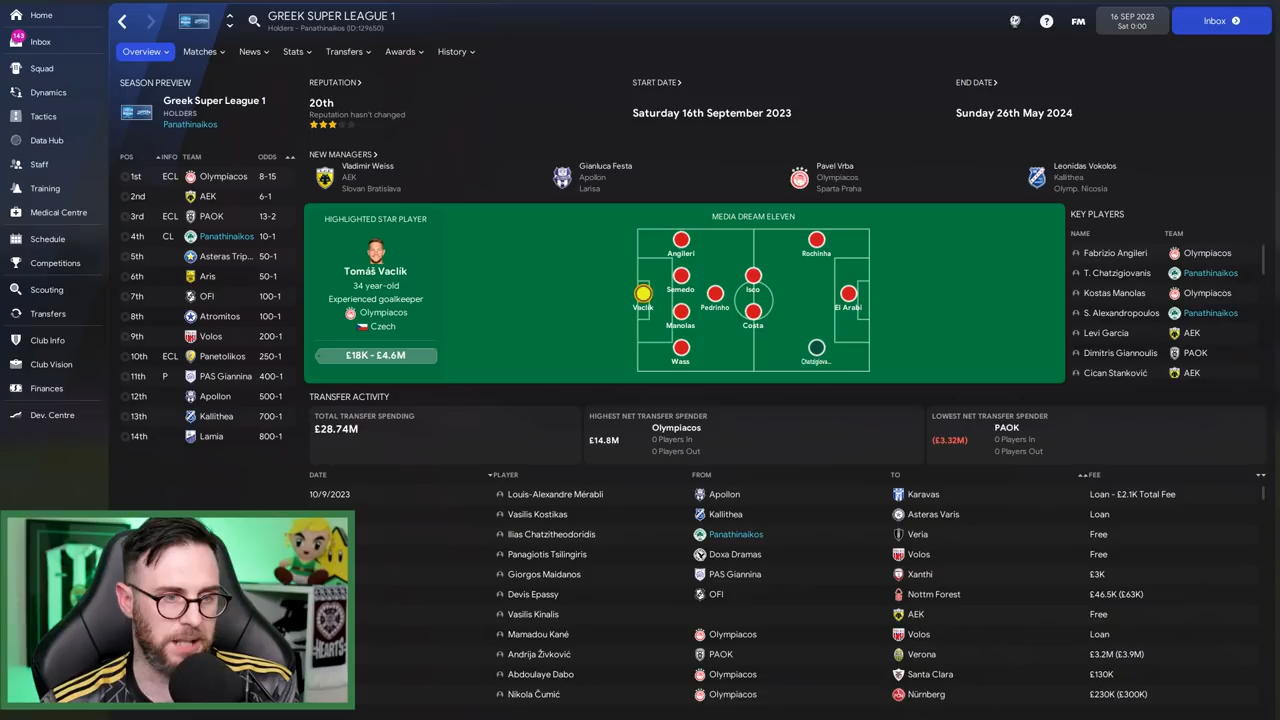 Home
143
Inbox
Squad
Dynamics
Tactics
Data Hub
Staff
Training
Medical Centre
Schedule
Competitions
Scouting
Transfers
Club Info
Club Vision
Finances
Dev. Centre
GREEK SUPER LEAGUE 1
Holders - Panathinaikos (ID:129650)
FM
16 SEP 2023
Sat 0:00
Inbox
Overview Matches News Stats Transfers Awards History
SEASON PREVIEW
Greek Super League 1
HOLDERS
Panathinaikos
REPUTATION
20th
Reputation hasn't changed
START DATE
Saturday 16th September 2023
END DATE
Sunday 26th May 2024
NEW MANAGERS
Vladimir Weiss
AEK
Slovan Bratislava
Gianluca Festa
Apollon
Larisa
Pavel Vrba
Olympiacos
Sparta Praha
Leonidas Vokolos
Kallithea
Olymp. Nicosia
POS INFO TEAM ODDS
1st ECL Olympiacos 8-15
2nd AEK 6-1
3rd ECL PAOK 13-2
4th CL Panathinaikos 10-1
5th Asteras Trip... 50-1
6th Aris 50-1
7th OFI 100-1
8th Atromitos 100-1
9th Volos 200-1
10th ECL Panetolikos 250-1
11th P PAS Giannina 400-1
12th Apollon 500-1
13th Kallithea 700-1
14th Lamia 800-1
HIGHLIGHTED STAR PLAYER
Tomáš Vaclík
34 year-old
Experienced goalkeeper
Olympiacos
Czech
£18K - £4.6M
MEDIA DREAM ELEVEN
Angileri
Rochinha
Semedo
Isco
Vaclík
Pedrinho
El Arabi
Manolas
Costa
Wass
Chatzigiova...
KEY PLAYERS
NAME TEAM
Fabrizio Angileri Olympiacos
T. Chatzigiovanis Panathinaikos
Kostas Manolas Olympiacos
S. Alexandropoulos Panathinaikos
Levi Garcia AEK
Dimitris Giannoulis PAOK
Cican Stanković AEK
TRANSFER ACTIVITY
TOTAL TRANSFER SPENDING
£28.74M
HIGHEST NET TRANSFER SPENDER
£14.8M
Olympiacos
0 Players In
0 Players Out
LOWEST NET TRANSFER SPENDER
(£3.32M)
PAOK
0 Players In
0 Players Out
DATE PLAYER FROM TO FEE
10/9/2023 Louis-Alexandre Mérabli Apollon Karavas Loan - £2.1K Total Fee
Vasilis Kostikas Kallithea Asteras Varis Loan
Ilias Chatzitheodoridis Panathinaikos Veria Free
Panagiotis Tsilingiris Doxa Dramas Volos Free
Giorgos Maidanos PAS Giannina Xanthi £3K
Devis Epassy OFI Nottm Forest £46.5K (£63K)
Vasilis Kinalis AEK Free
Mamadou Kané Olympiacos Volos Loan
Andrija Živković PAOK Verona £3.2M (£3.9M)
Abdoulaye Dabo Olympiacos Santa Clara £130K
Nikola Čumić Olympiacos Nürnberg £230K (£300K)
HEARTS